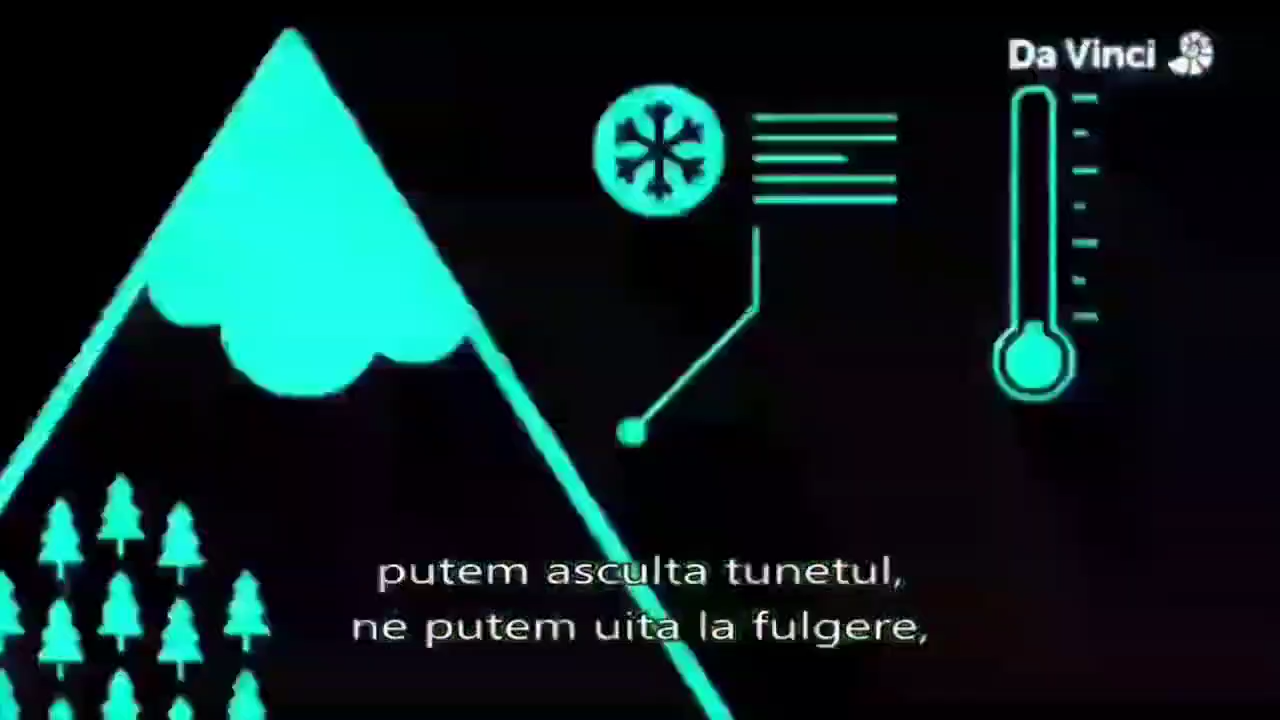 Da Vinci
putem asculta tunetul,
ne putem uita la fulgere,